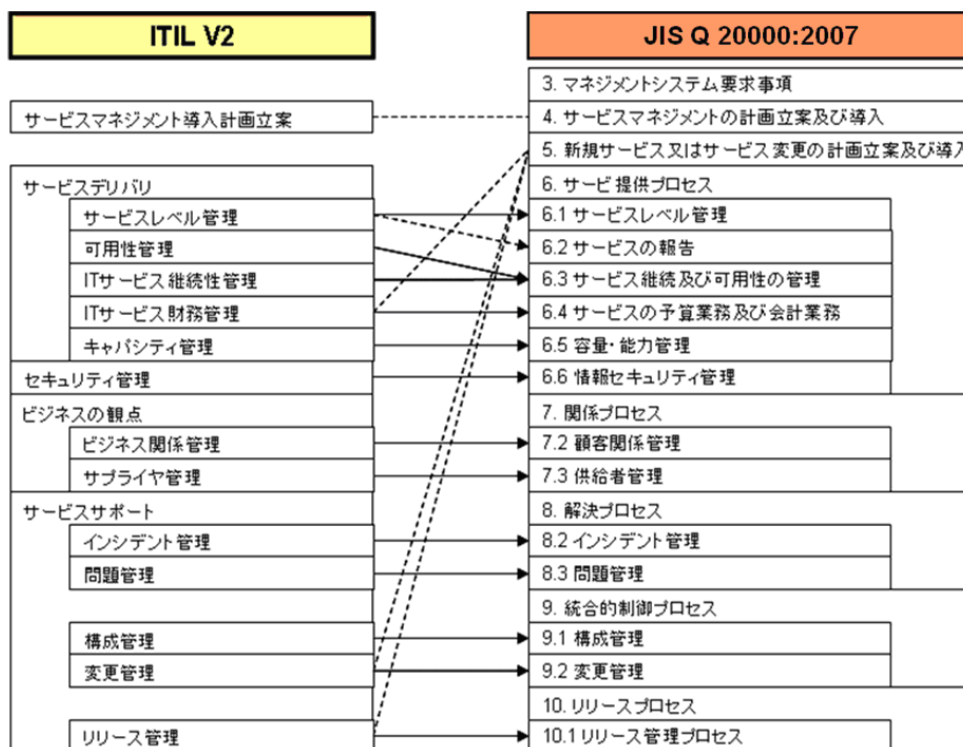 ITIL V2
サービスマネジメント導入計画立案
サービスデリバリ
サービスレベル管理
可用性管理
ITサービス継続性管理
ITサービス財務管理
キャパシティ管理
セキュリティ管理
ビジネスの観点
ビジネス関係管理
サプライヤ管理
サービスサポート
インシデント管理
問題管理
構成管理
変更管理
リリース管理
JIS Q 20000:2007
3. マネジメントシステム要求事項
4. サービスマネジメントの計画立案及び導入
5. 新規サービス又はサービス変更の計画立案及び導入
6. サービ提供プロセス
6.1 サービスレベル管理
6.2 サービスの報告
6.3 サービス継続及び可用性の管理
6.4 サービスの予算業務及び会計業務
6.5 容量・能力管理
6.6 情報セキュリティ管理
7. 関係プロセス
7.2 顧客関係管理
7.3 供給者管理
8. 解決プロセス
8.2 インシデント管理
8.3 問題管理
9. 統合的制御プロセス
9.1 構成管理
9.2 変更管理
10. リリースプロセス
10.1 リリース管理プロセス